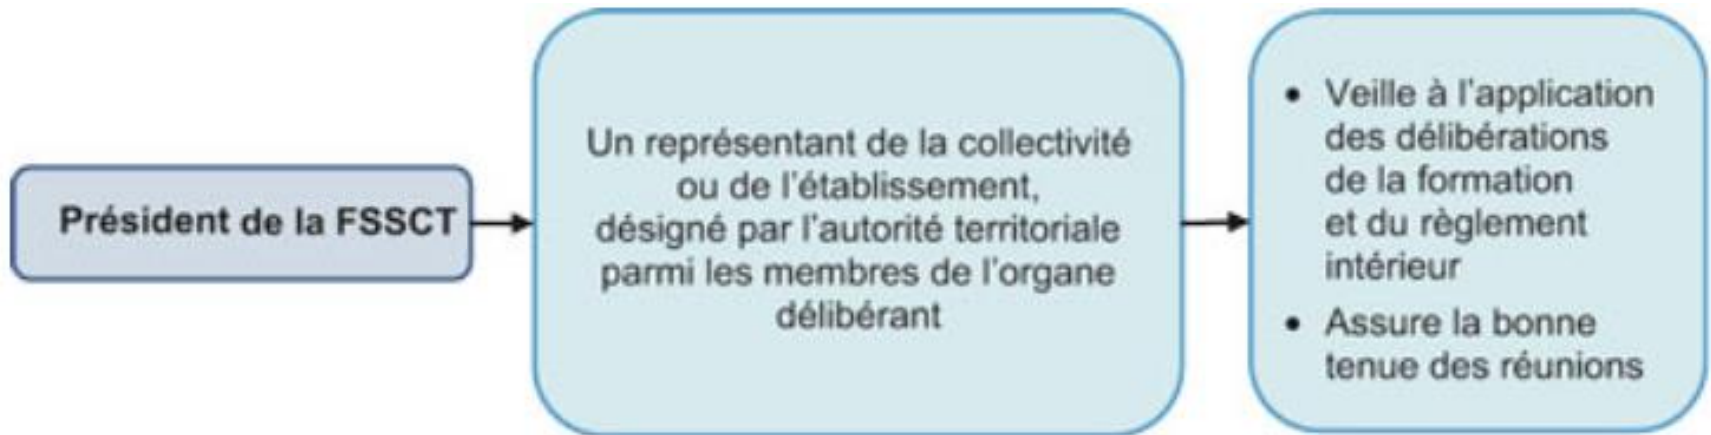 Président de la FSSCT
Un représentant de la collectivité
ou de l'établissement,
désigné par l'autorité territoriale
parmi les membres de l'organe
délibérant
• Veille à l'application
des délibérations
de la formation
et du règlement
intérieur
• Assure la bonne
tenue des réunions